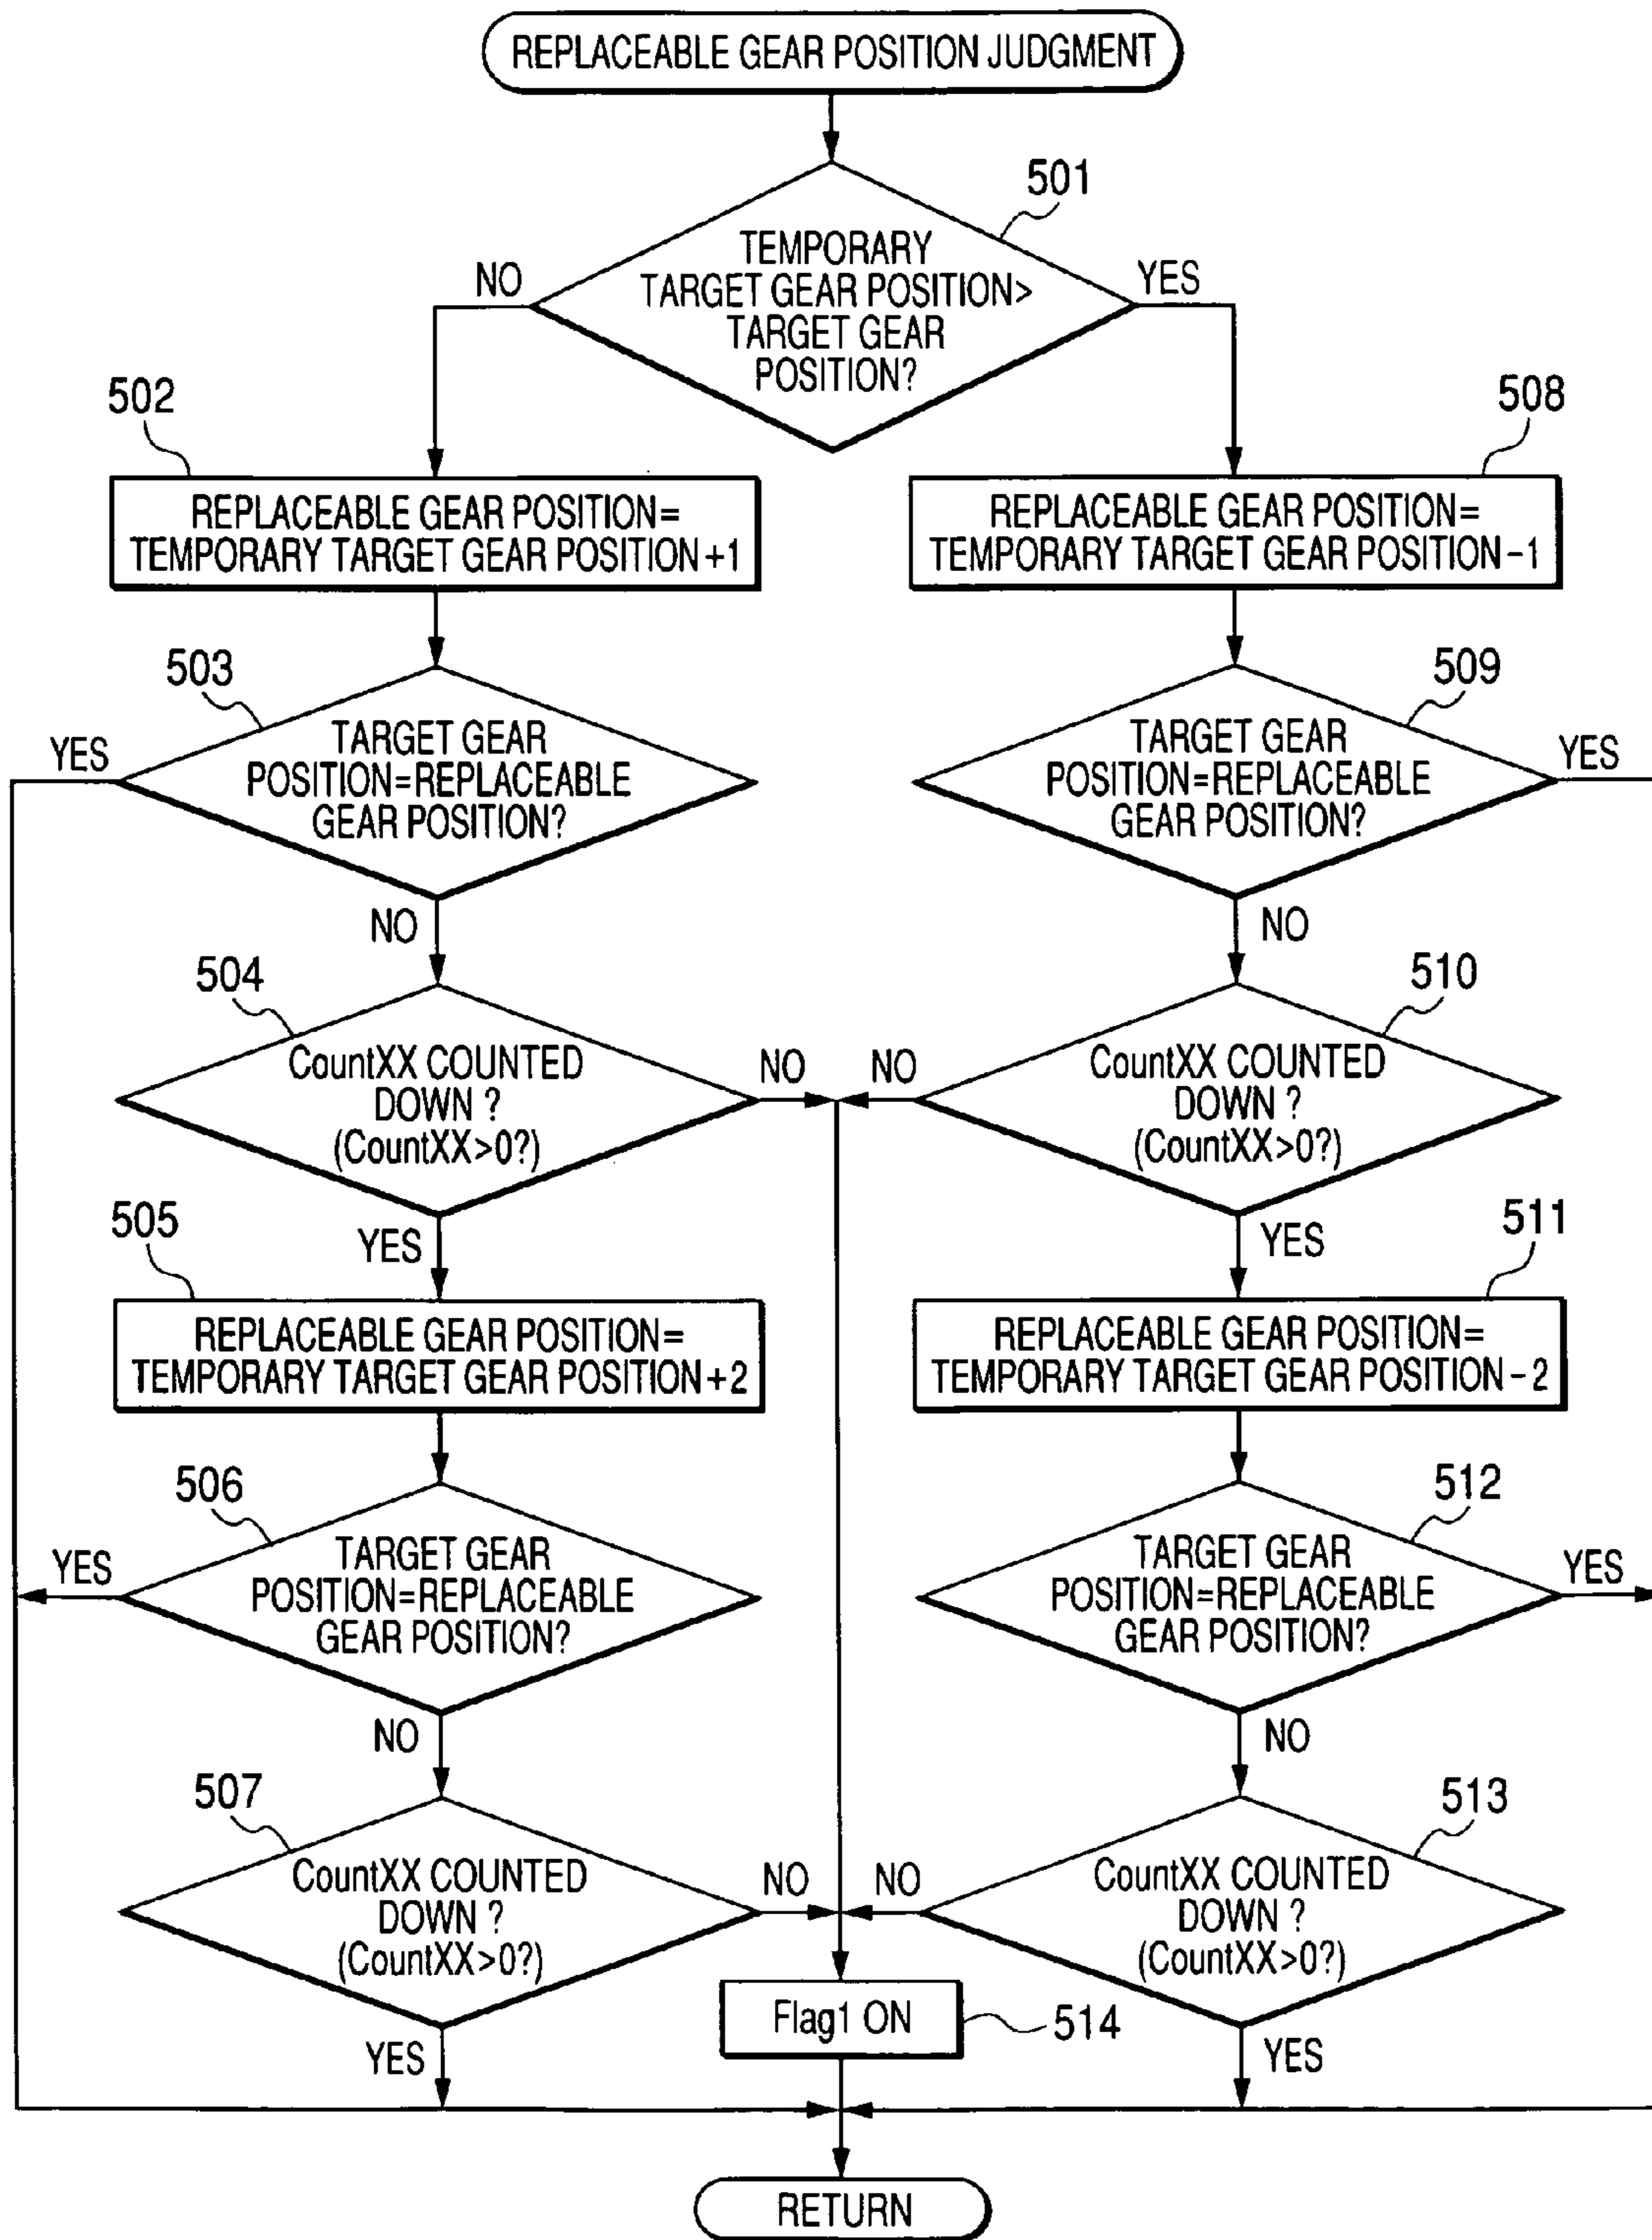 REPLACEABLE GEAR POSITION JUDGMENT
501
TEMPORARY
TARGET GEAR POSITION>
TARGET GEAR
POSITION?
NO
YES
502
REPLACEABLE GEAR POSITION=
TEMPORARY TARGET GEAR POSITION+1
508
REPLACEABLE GEAR POSITION=
TEMPORARY TARGET GEAR POSITION-1
503
YES
TARGET GEAR
POSITION=REPLACEABLE
GEAR POSITION?
NO
509
TARGET GEAR
POSITION=REPLACEABLE
GEAR POSITION?
YES
NO
504
CountXX COUNTED
DOWN ?
(CountXX>0?)
NO
YES
510
NO
CountXX COUNTED
DOWN ?
(CountXX>0?)
YES
505
REPLACEABLE GEAR POSITION=
TEMPORARY TARGET GEAR POSITION+2
511
REPLACEABLE GEAR POSITION=
TEMPORARY TARGET GEAR POSITION-2
506
YES
TARGET GEAR
POSITION=REPLACEABLE
GEAR POSITION?
NO
512
TARGET GEAR
POSITION=REPLACEABLE
GEAR POSITION?
YES
NO
507
CountXX COUNTED
DOWN ?
(CountXX>0?)
NO
YES
513
NO
CountXX COUNTED
DOWN ?
(CountXX>0?)
YES
Flag1 ON
514
RETURN